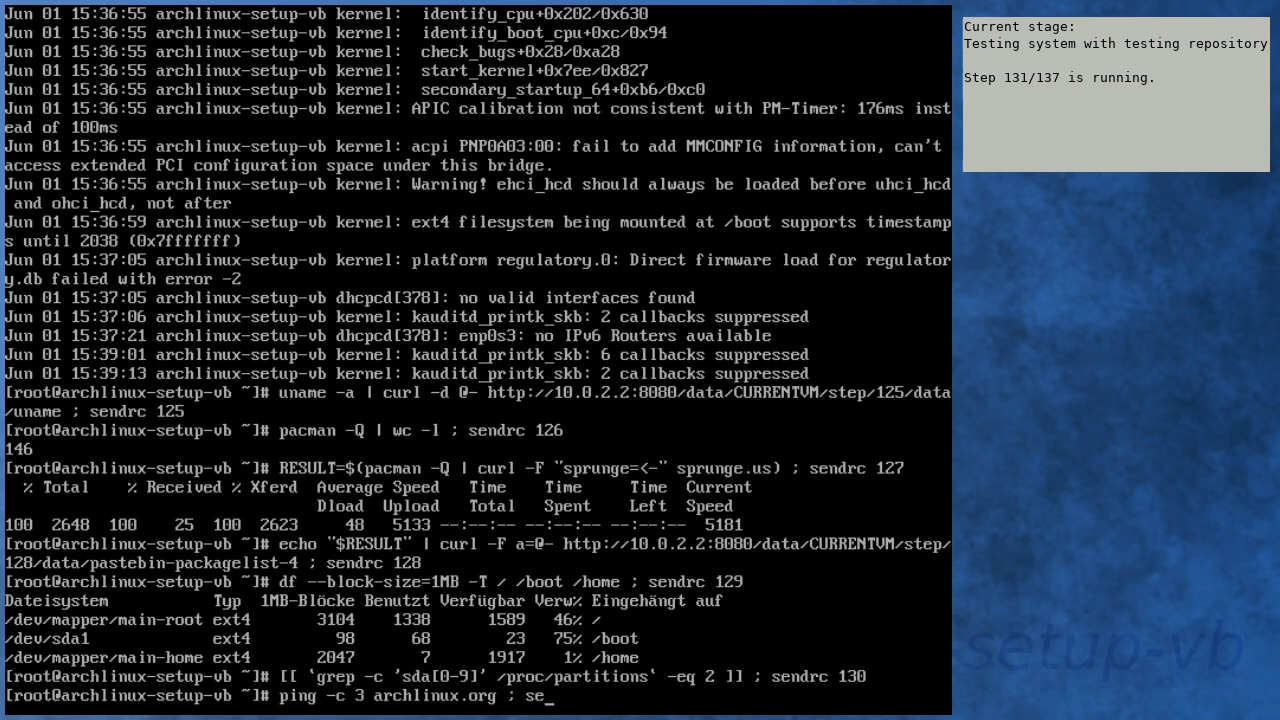 Jun 01 15:36:55 archlinux-setup-vb kernel:  identify_cpu+0x202/0x630
Jun 01 15:36:55 archlinux-setup-vb kernel:  identify_boot_cpu+0xc/0x94
Jun 01 15:36:55 archlinux-setup-vb kernel:  check_bugs+0x28/0xa28
Jun 01 15:36:55 archlinux-setup-vb kernel:  start_kernel+0x7ee/0x827
Jun 01 15:36:55 archlinux-setup-vb kernel:  secondary_startup_64+0xb6/0xc0
Jun 01 15:36:55 archlinux-setup-vb kernel: APIC calibration not consistent with PM-Timer: 176ms inst
ead of 100ms
Jun 01 15:36:55 archlinux-setup-vb kernel: acpi PNP0A03:00: fail to add MMCONFIG information, can't
access extended PCI configuration space under this bridge.
Jun 01 15:36:55 archlinux-setup-vb kernel: Warning! ehci_hcd should always be loaded before uhci_hcd
 and ohci_hcd, not after
Jun 01 15:36:59 archlinux-setup-vb kernel: ext4 filesystem being mounted at /boot supports timestamp
s until 2038 (0x7fffffff)
Jun 01 15:37:05 archlinux-setup-vb kernel: platform regulatory.0: Direct firmware load for regulator
y.db failed with error -2
Jun 01 15:37:05 archlinux-setup-vb dhcpcd[378]: no valid interfaces found
Jun 01 15:37:06 archlinux-setup-vb kernel: kauditd_printk_skb: 2 callbacks suppressed
Jun 01 15:37:21 archlinux-setup-vb dhcpcd[378]: enp0s3: no IPv6 Routers available
Jun 01 15:39:01 archlinux-setup-vb kernel: kauditd_printk_skb: 6 callbacks suppressed
Jun 01 15:39:13 archlinux-setup-vb kernel: kauditd_printk_skb: 2 callbacks suppressed
[root@archlinux-setup-vb ~]# uname -a | curl -d @- http://10.0.2.2:8080/data/CURRENTVM/step/125/data
/uname ; sendrc 125
[root@archlinux-setup-vb ~]# pacman -Q | wc -l ; sendrc 126
146
[root@archlinux-setup-vb ~]# RESULT=$(pacman -Q | curl -F "sprunge=<-" sprunge.us) ; sendrc 127
  % Total    % Received % Xferd  Average Speed   Time    Time     Time  Current
                                 Dload  Upload   Total   Spent    Left  Speed
100  2648  100    25  100  2623     48   5133 --:--:-- --:--:-- --:--:--  5181
[root@archlinux-setup-vb ~]# echo "$RESULT" | curl -F a=@- http://10.0.2.2:8080/data/CURRENTVM/step/
128/data/pastebin-packagelist-4 ; sendrc 128
[root@archlinux-setup-vb ~]# df --block-size=1MB -T / /boot /home ; sendrc 129
Dateisystem           Typ  1MB-Blöcke Benutzt Verfügbar Verw% Eingehängt auf
/dev/mapper/main-root ext4       3104    1338      1589   46% /
/dev/sda1             ext4         98      68        23   75% /boot
/dev/mapper/main-home ext4       2047       7      1917    1% /home
[root@archlinux-setup-vb ~]# [[ `grep -c 'sda[0-9]' /proc/partitions` -eq 2 ]] ; sendrc 130
[root@archlinux-setup-vb ~]# ping -c 3 archlinux.org ; se_
Current stage:
Testing system with testing repository
Step 131/137 is running.
setup-vb